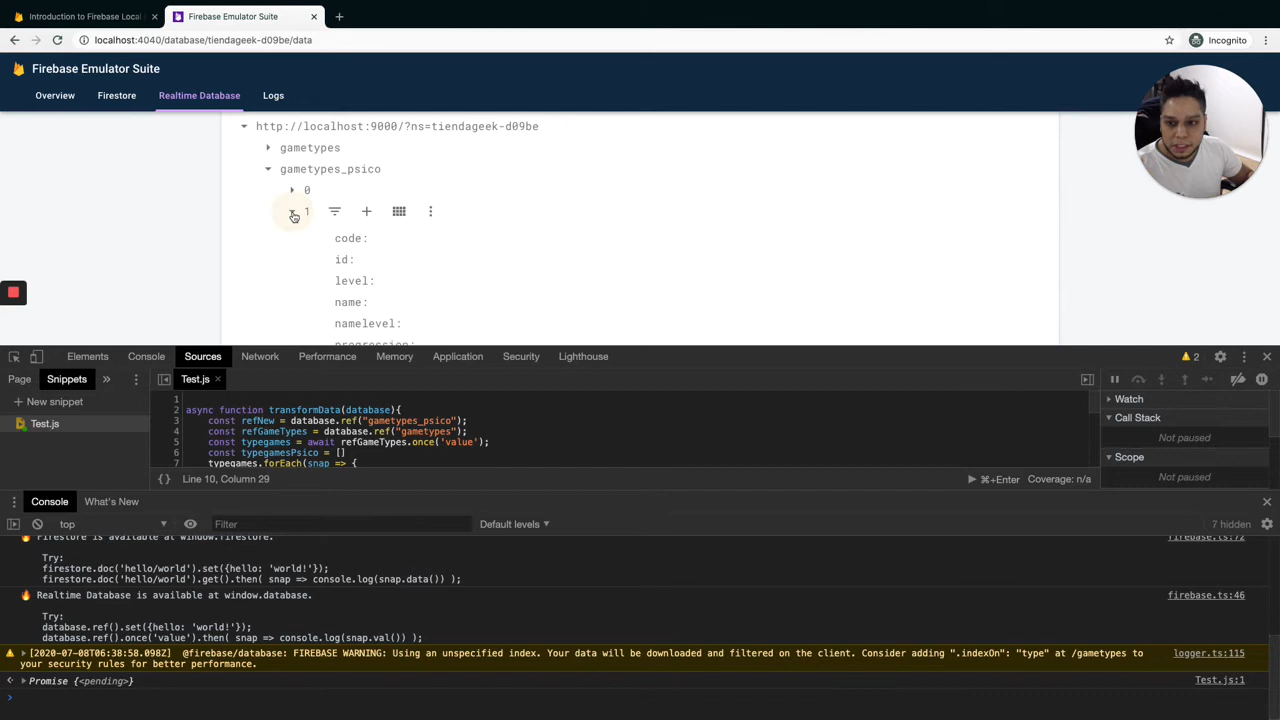 Introduction to Firebase Local
Firebase Emulator Suite
localhost:4040/database/tiendageek-d09be/data
Incognito
Firebase Emulator Suite
Overview
Firestore
Realtime Database
Logs
http://localhost:9000/?ns=tiendageek-d09be
gametypes
gametypes_psico
0
1
code:
id:
level:
name:
namelevel:
progression:
Elements
Console
Sources
Network
Performance
Memory
Application
Security
Lighthouse
2
Page
Snippets
Test.js
Watch
New snippet
Call Stack
Test.js
Not paused
Scope
Not paused
1
2 async function transformData(database){
3 const refNew = database.ref("gametypes_psico");
4 const refGameTypes = database.ref("gametypes");
5 const typegames = await refGameTypes.once('value');
6 const typegamesPsico = []
7 typegames.forEach(snap => {
{} Line 10, Column 29
⌘+Enter
Coverage: n/a
Console
What's New
top
Filter
Default levels
7 hidden
Firestore is available at window.firestore.
firebase.ts:72
Try:
firestore.doc('hello/world').set({hello: 'world!'});
firestore.doc('hello/world').get().then( snap => console.log(snap.data()) );
Realtime Database is available at window.database.
firebase.ts:46
Try:
database.ref().set({hello: 'world!'});
database.ref().once('value').then( snap => console.log(snap.val()) );
[2020-07-08T06:38:58.098Z] @firebase/database: FIREBASE WARNING: Using an unspecified index. Your data will be downloaded and filtered on the client. Consider adding ".indexOn": "type" at /gametypes to
logger.ts:115
your security rules for better performance.
Promise {<pending>}
Test.js:1